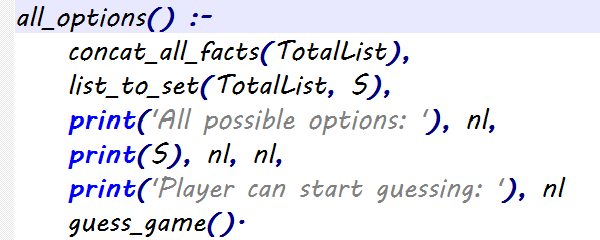 all_options() :-
concat_all_facts(TotalList),
list_to_set(TotalList, S),
print('All possible options: '), nl,
print(S), nl, nl,
print('Player can start guessing: '), nl
guess_game().